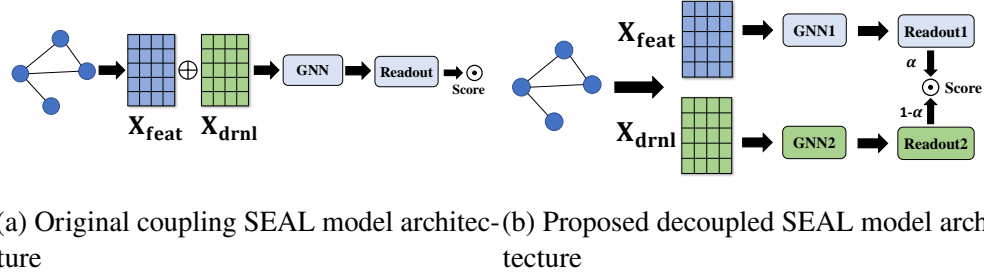 X_feat
X_drnl
GNN
Readout
Score
X_feat
GNN1
Readout1
α
Score
1-α
X_drnl
GNN2
Readout2
(a) Original coupling SEAL model architec-
ture
(b) Proposed decoupled SEAL model arch
tecture